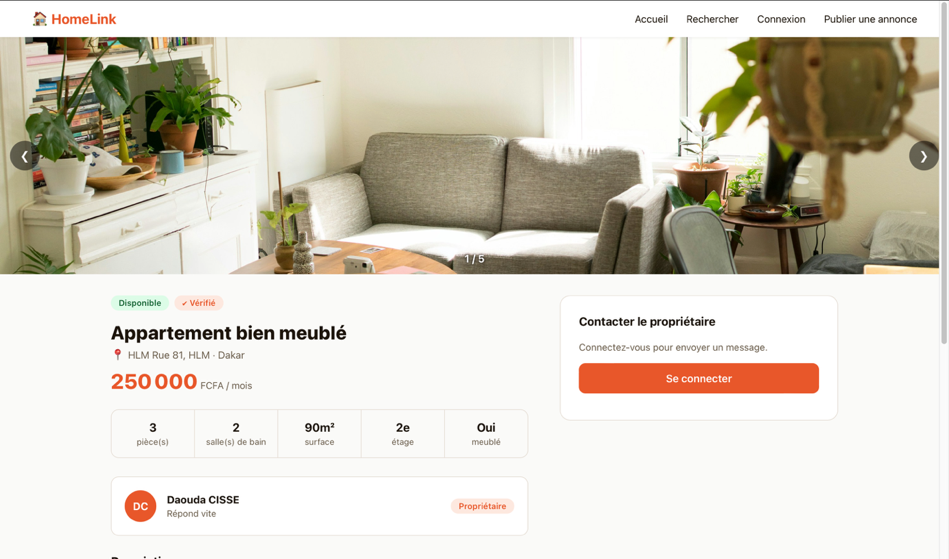 HomeLink
Accueil Rechercher Connexion Publier une annonce
❮ ❯
1 / 5
Disponible ✓ Vérifié
Appartement bien meublé
HLM Rue 81, HLM · Dakar
250 000 FCFA / mois
3 2 90m² 2e Oui
pièce(s) salle(s) de bain surface étage meublé
DC
Daouda CISSE
Répond vite
Propriétaire
Contacter le propriétaire
Connectez-vous pour envoyer un message.
Se connecter